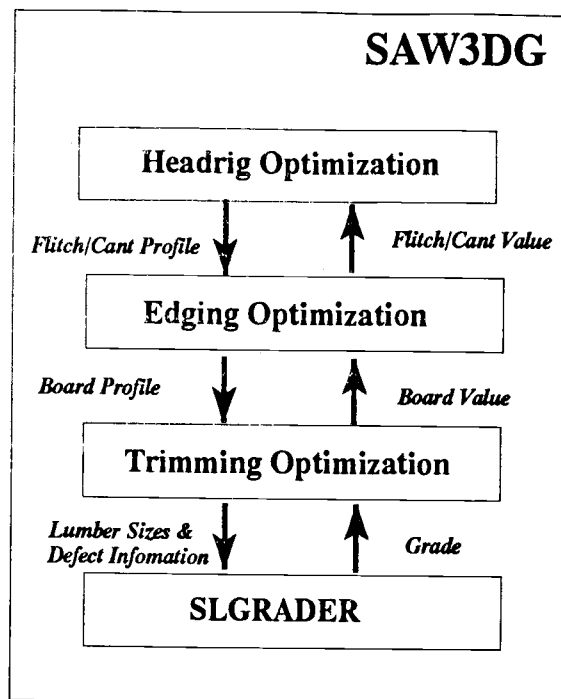 SAW3DG
Headrig Optimization
Flitch/Cant Profile
Flitch/Cant Value
Edging Optimization
Board Profile
Board Value
Trimming Optimization
Lumber Sizes &
Defect Infomation
Grade
SLGRADER